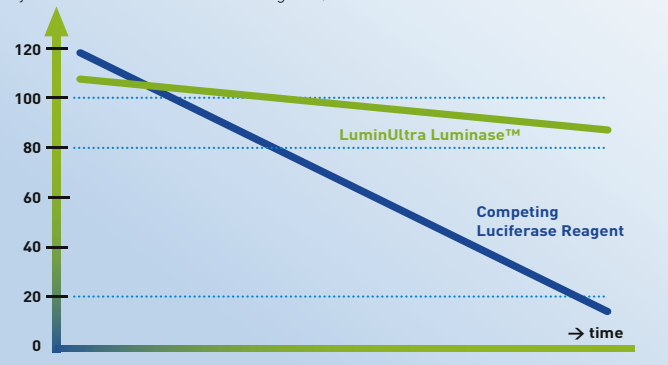 120
100
80
60
40
20
0
LuminUltra Luminase™
Competing
Luciferase Reagent
→ time